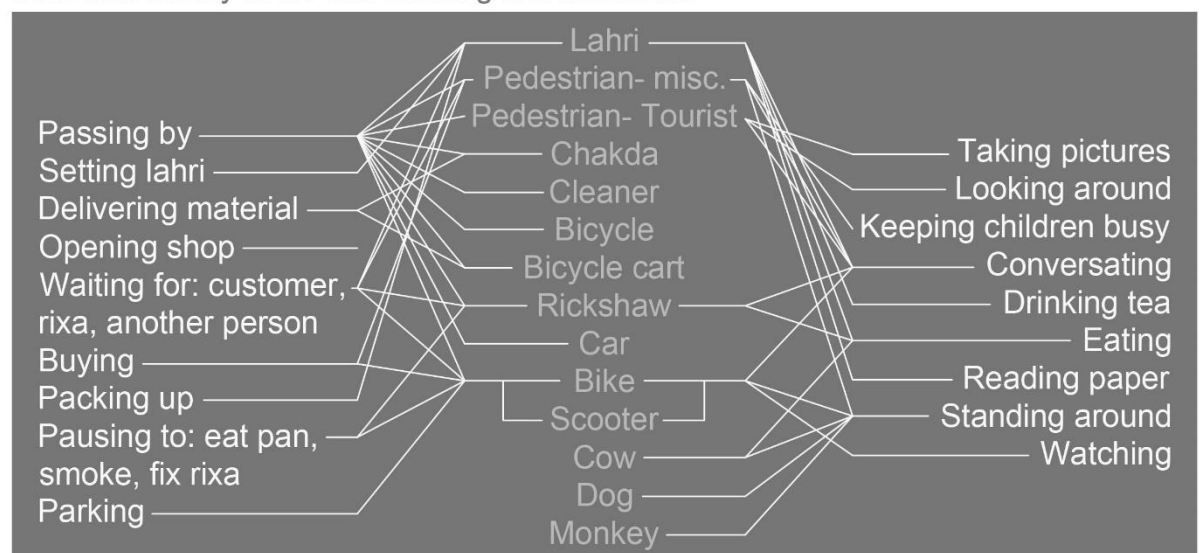 Lahri
Pedestrian- misc.
Pedestrian- Tourist
Chakda
Cleaner
Bicycle
Bicycle cart
Rickshaw
Car
Bike
Scooter
Cow
Dog
Monkey
Passing by
Setting lahri
Delivering material
Opening shop
Waiting for: customer,
rixa, another person
Buying
Packing up
Pausing to: eat pan,
smoke, fix rixa
Parking
Taking pictures
Looking around
Keeping children busy
Conversating
Drinking tea
Eating
Reading paper
Standing around
Watching